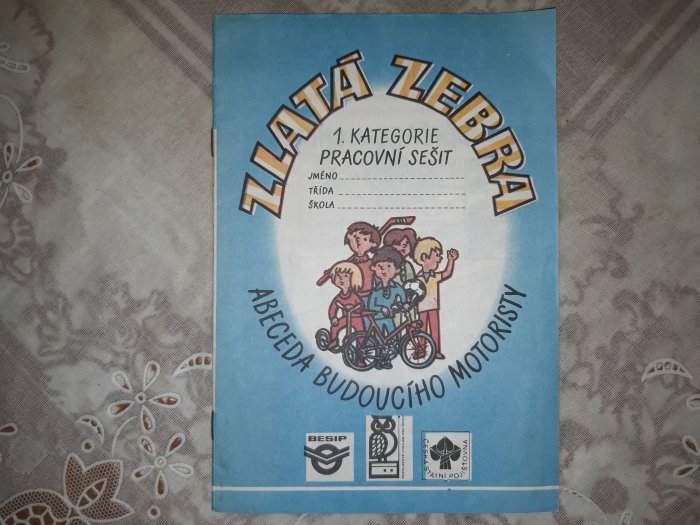 ZLATÁ ZEBRA
1. KATEGORIE
PRACOVNÍ SEŠIT
JMÉNO
TŘÍDA
ŠKOLA
ABECEDA BUDOUCÍHO MOTORISTY
BESIP
ČESKÁ STÁTNÍ POJIŠŤOVNA